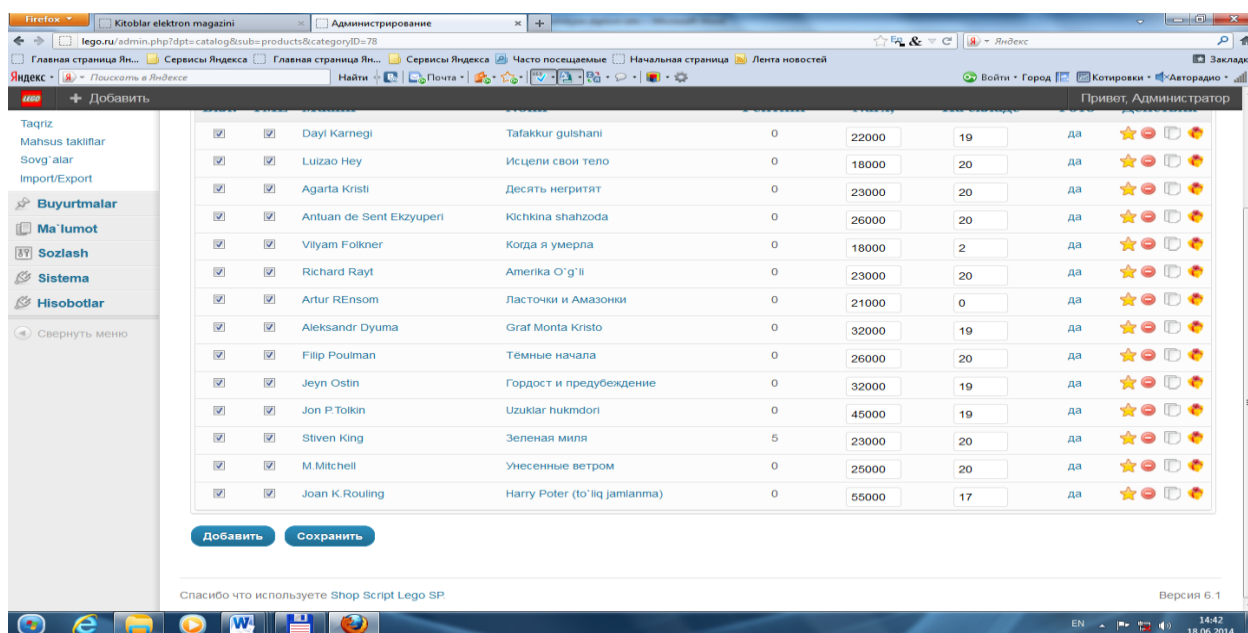 Firefox
Kitoblar elektron magazini
Администрирование
lego.ru/admin.php?dpt=catalog&sub=products&categoryID=78
Яндекс
Главная страница Ян... Сервисы Яндекса Главная страница Ян... Сервисы Яндекса Часто посещаемые Начальная страница Лента новостей Закладк
Яндекс Поискать в Яндексе Найти Почта Войти Город Котировки Авторадио
LEGO + Добавить Привет, Администратор
Taqriz
Mahsus takliflar
Sovg`alar
Import/Export
Buyurtmalar
Ma`lumot
Sozlash
Sistema
Hisobotlar
Свернуть меню
Dayl Karnegi Tafakkur gulshani 0 22000 19 да
Luizao Hey Исцели свои тело 0 18000 20 да
Agarta Kristi Десять негритят 0 23000 20 да
Antuan de Sent Ekzyuperi Kichkina shahzoda 0 26000 20 да
Vilyam Folkner Когда я умерла 0 18000 2 да
Richard Rayt Amerika O`g`li 0 23000 20 да
Artur REnsom Ласточки и Амазонки 0 21000 0 да
Aleksandr Dyuma Graf Monta Kristo 0 32000 19 да
Filip Poulman Тёмные начала 0 26000 20 да
Jeyn Ostin Гордост и предубеждение 0 32000 19 да
Jon P.Tolkin Uzuklar hukmdori 0 45000 19 да
Stiven King Зеленая миля 5 23000 20 да
M.Mitchell Унесенные ветром 0 25000 20 да
Joan K.Rouling Harry Poter (to`liq jamlanma) 0 55000 17 да
Добавить Сохранить
Спасибо что используете Shop Script Lego SP. Версия 6.1
EN 14:42
18.06.2014